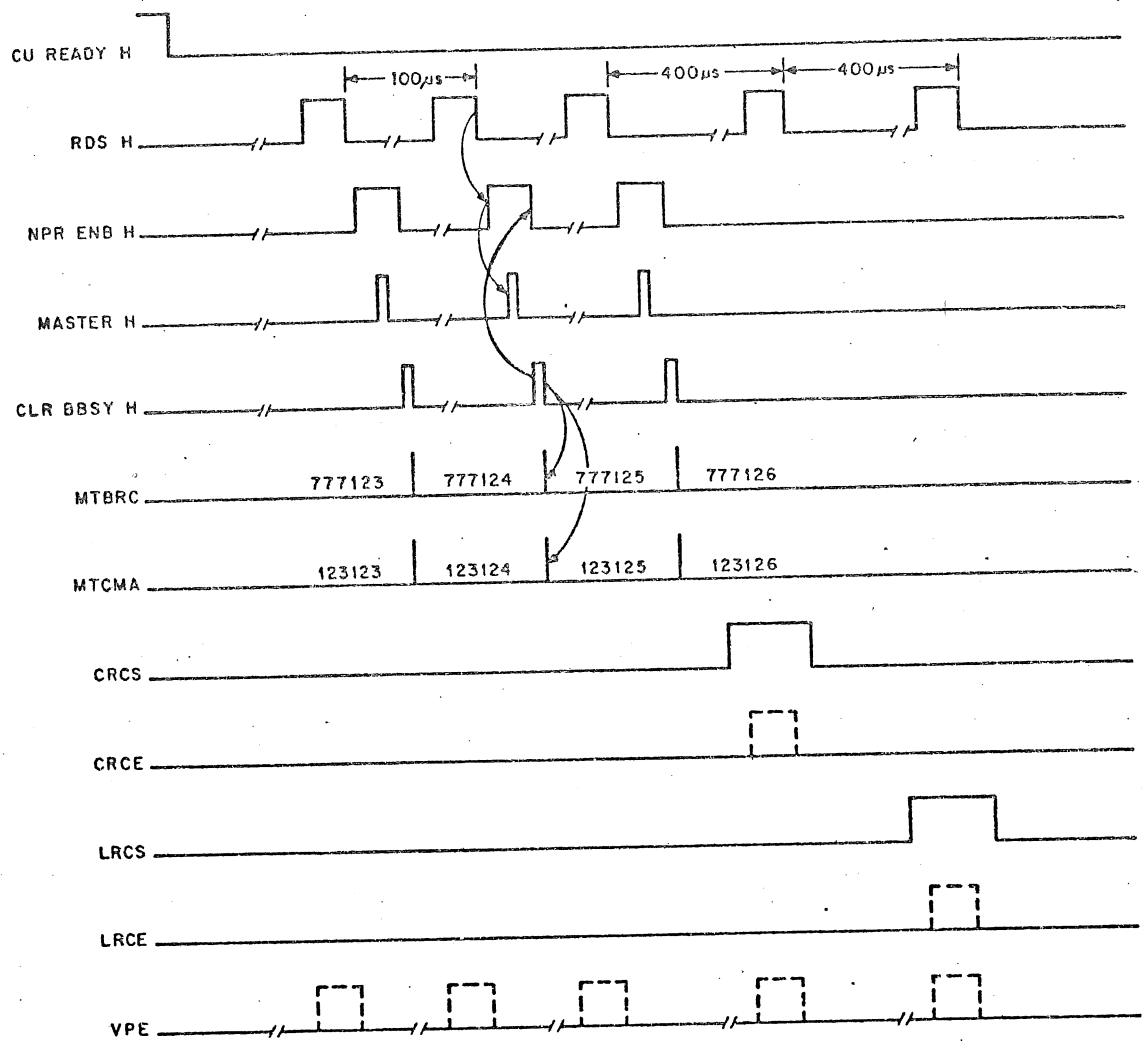 CU READY H
100µs
400µs
400µs
RDS H
NPR ENB H
MASTER H
CLR BBSY H
MTBRC
777123 777124 777125 777126
MTCMA
123123 123124 123125 123126
CRCS
CRCE
LRCS
LRCE
VPE